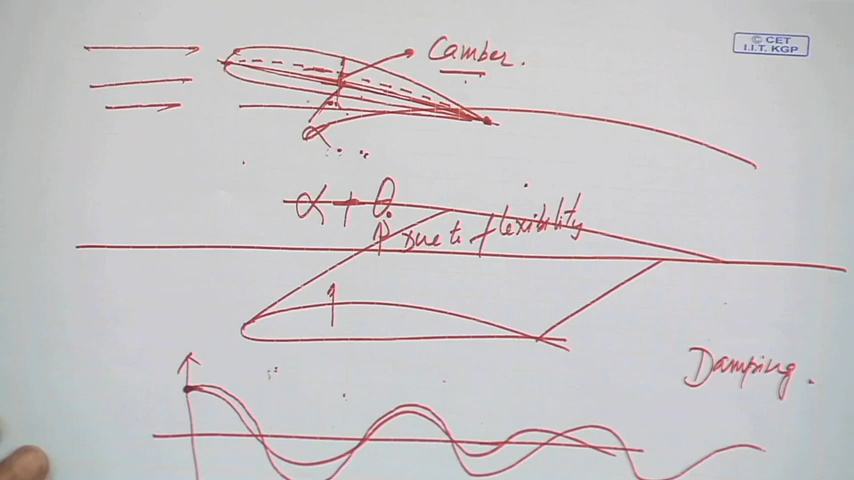 © CET
I.I.T. KGP
Camber.
α
α + θ
Due to flexibility
Damping.